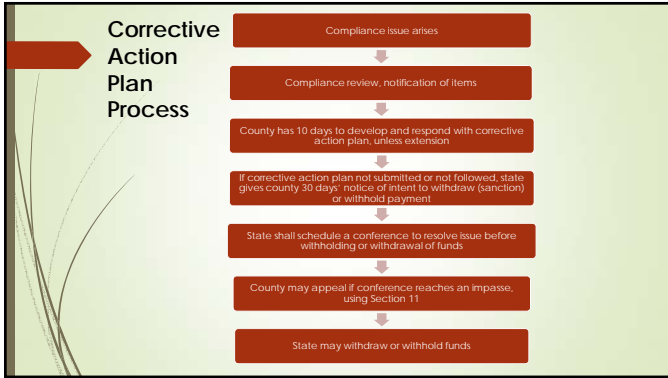 Corrective
Action
Plan
Process
Compliance issue arises
Compliance review, notification of items
County has 10 days to develop and respond with corrective
action plan, unless extension
If corrective action plan not submitted or not followed, state
gives county 30 days' notice of intent to withdraw (sanction)
or withhold payment
State shall schedule a conference to resolve issue before
withholding or withdrawal of funds
County may appeal if conference reaches an impasse,
using Section 11
State may withdraw or withhold funds